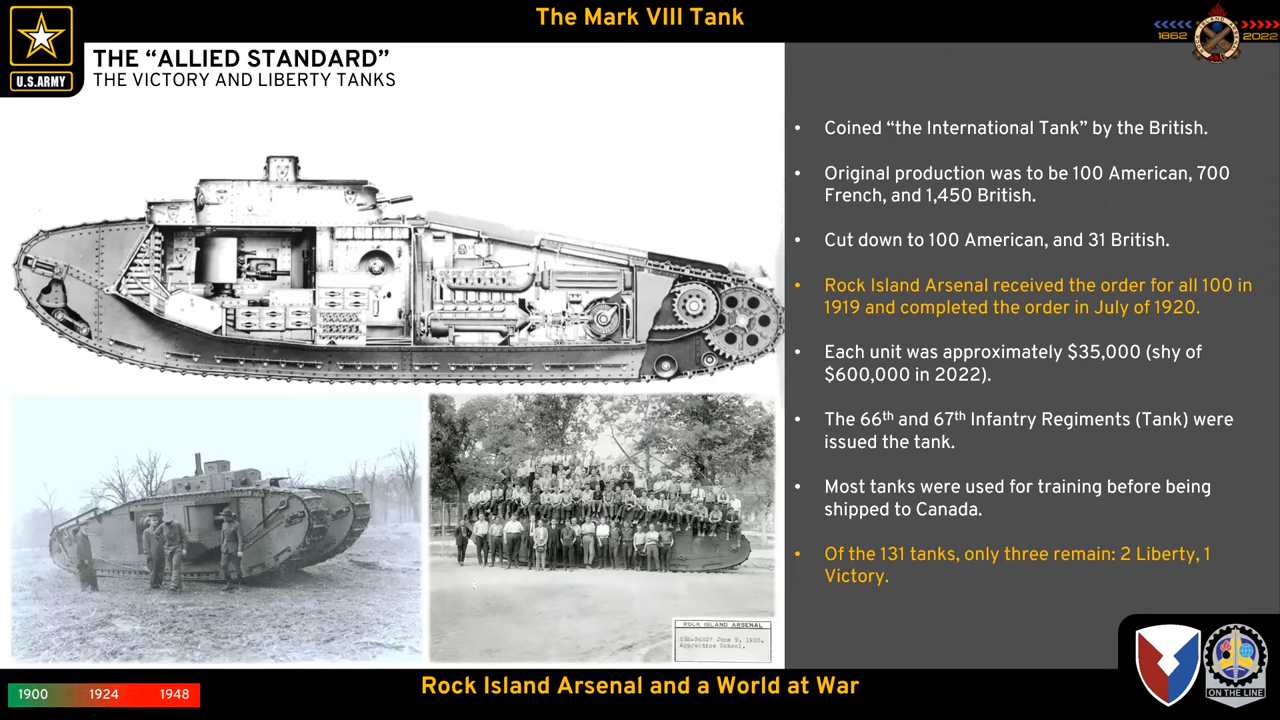 The Mark VIII Tank
U.S.ARMY
1862
2022
THE “ALLIED STANDARD”
THE VICTORY AND LIBERTY TANKS
• Coined “the International Tank” by the British.
• Original production was to be 100 American, 700
French, and 1,450 British.
• Cut down to 100 American, and 31 British.
• Rock Island Arsenal received the order for all 100 in
1919 and completed the order in July of 1920.
• Each unit was approximately $35,000 (shy of
$600,000 in 2022).
• The 66th and 67th Infantry Regiments (Tank) were
issued the tank.
• Most tanks were used for training before being
shipped to Canada.
• Of the 131 tanks, only three remain: 2 Liberty, 1
Victory.
ROCK ISLAND ARSENAL
June 9, 1920.
Apprentice School.
1900
1924
1948
Rock Island Arsenal and a World at War
ON THE LINE